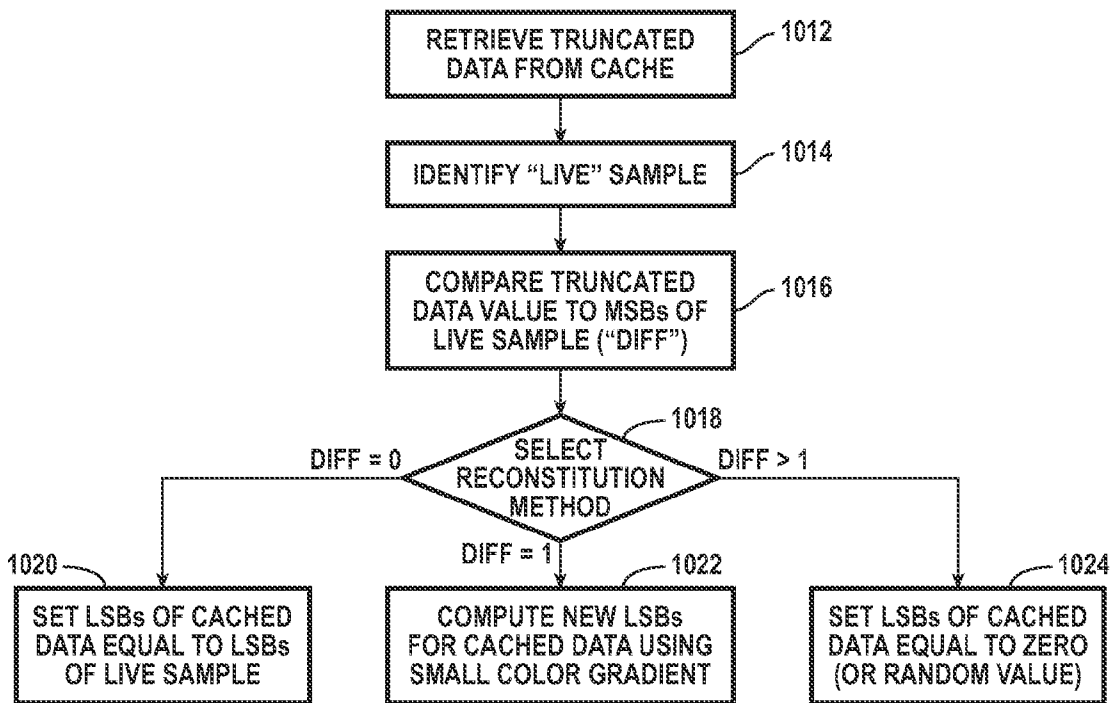 RETRIEVE TRUNCATED
DATA FROM CACHE
1012
IDENTIFY “LIVE” SAMPLE
1014
COMPARE TRUNCATED
DATA VALUE TO MSBs OF
LIVE SAMPLE (“DIFF”)
1016
SELECT
RECONSTITUTION
METHOD
1018
DIFF = 0
DIFF > 1
DIFF = 1
1020
SET LSBs OF CACHED
DATA EQUAL TO LSBs
OF LIVE SAMPLE
1022
COMPUTE NEW LSBs
FOR CACHED DATA USING
SMALL COLOR GRADIENT
1024
SET LSBs OF CACHED
DATA EQUAL TO ZERO
(OR RANDOM VALUE)